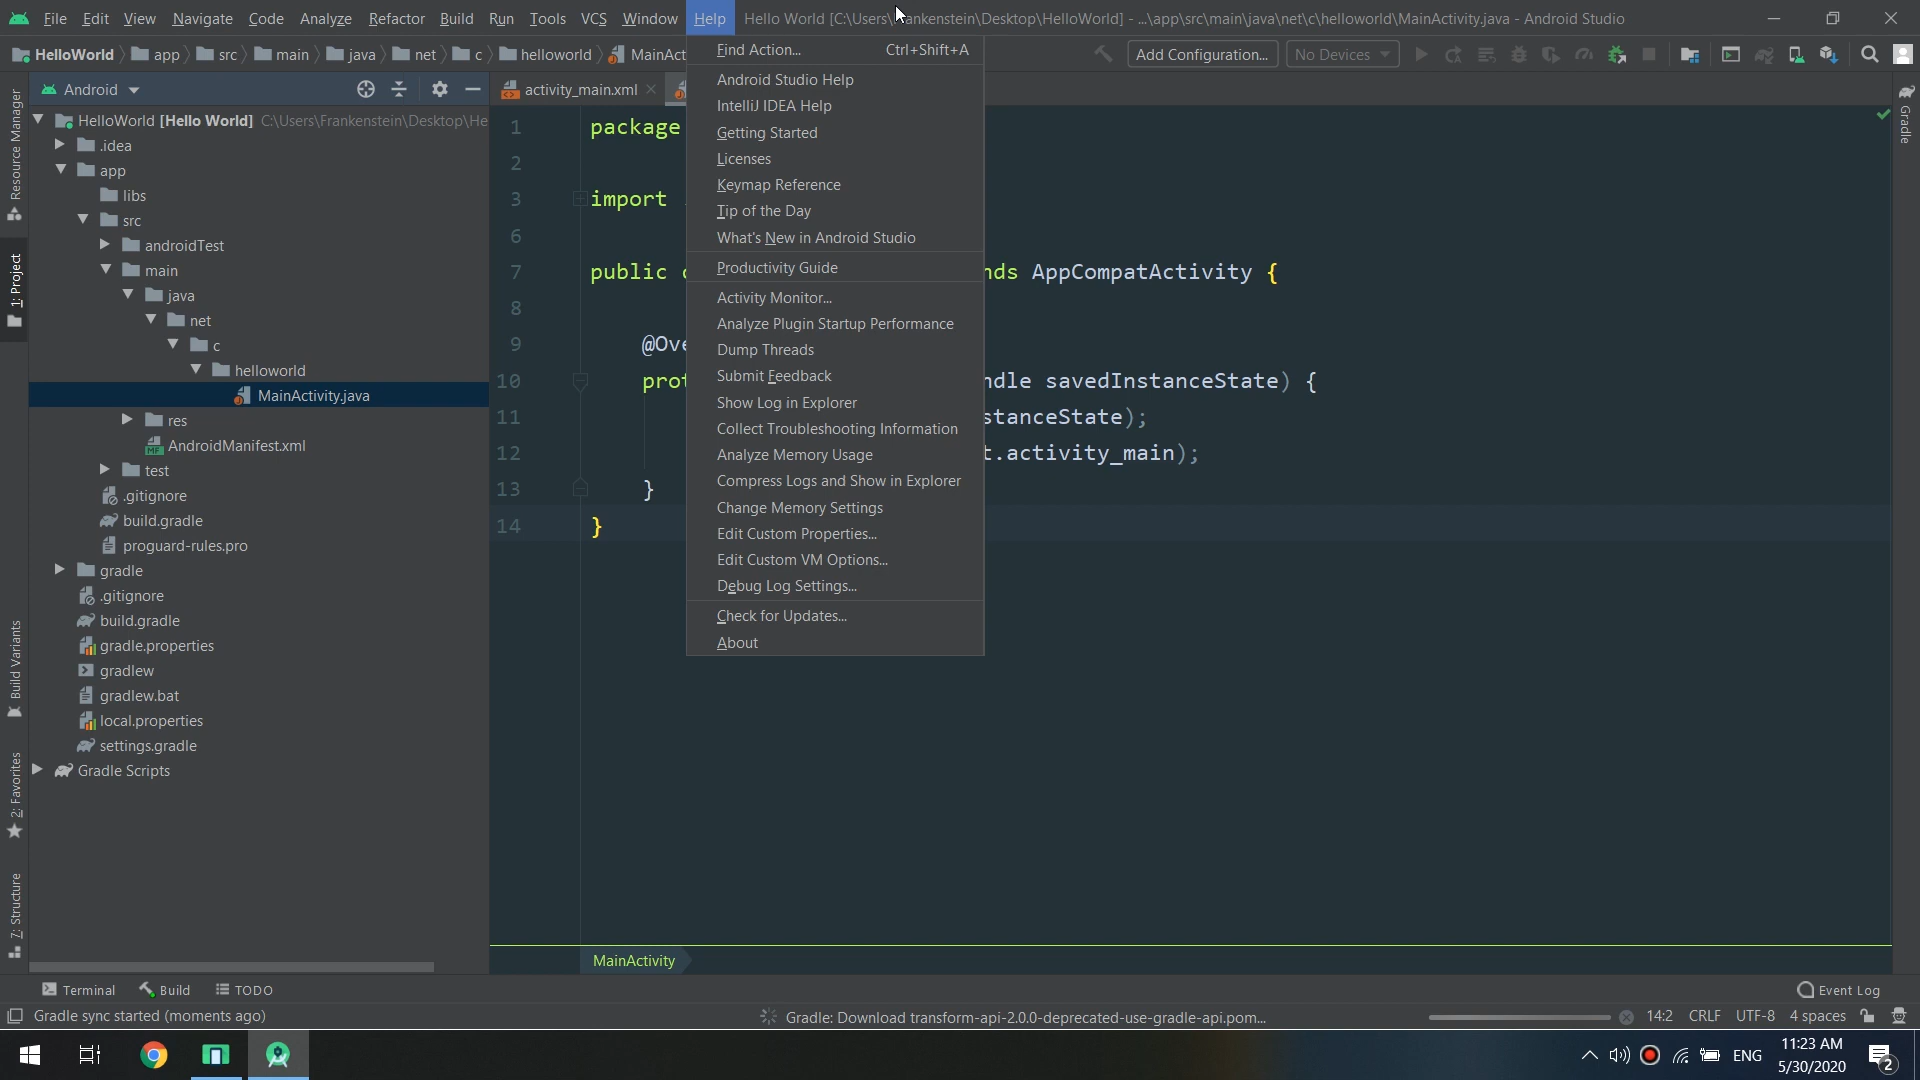 File Edit View Navigate Code Analyze Refactor Build Run Tools VCS Window Help Hello World [C:\Users\Frankenstein\Desktop\HelloWorld] - ...\app\src\main\java\net\c\helloworld\MainActivity.java - Android Studio
HelloWorld app src main java net c helloworld MainAct Add Configuration... No Devices
Find Action... Ctrl+Shift+A
Android Studio Help
IntelliJ IDEA Help
Getting Started
Licenses
Keymap Reference
Tip of the Day
What's New in Android Studio
Productivity Guide
Activity Monitor...
Analyze Plugin Startup Performance
Dump Threads
Submit Feedback
Show Log in Explorer
Collect Troubleshooting Information
Analyze Memory Usage
Compress Logs and Show in Explorer
Change Memory Settings
Edit Custom Properties...
Edit Custom VM Options...
Debug Log Settings...
Check for Updates...
About
Resource Manager
1: Project
Build Variants
2: Favorites
7: Structure
Android
HelloWorld [Hello World] C:\Users\Frankenstein\Desktop\He
.idea
app
libs
src
androidTest
main
java
net
c
helloworld
MainActivity.java
res
AndroidManifest.xml
test
.gitignore
build.gradle
proguard-rules.pro
gradle
.gitignore
build.gradle
gradle.properties
gradlew
gradlew.bat
local.properties
settings.gradle
Gradle Scripts
activity_main.xml
1 package
2
3 import
6
7 public nds AppCompatActivity {
8
9 @Ove
10 prot ndle savedInstanceState) {
11 stanceState);
12 t.activity_main);
13 }
14 }
Gradle
MainActivity
Terminal Build TODO Event Log
Gradle sync started (moments ago) Gradle: Download transform-api-2.0.0-deprecated-use-gradle-api.pom... 14:2 CRLF UTF-8 4 spaces
ENG 11:23 AM
5/30/2020
2